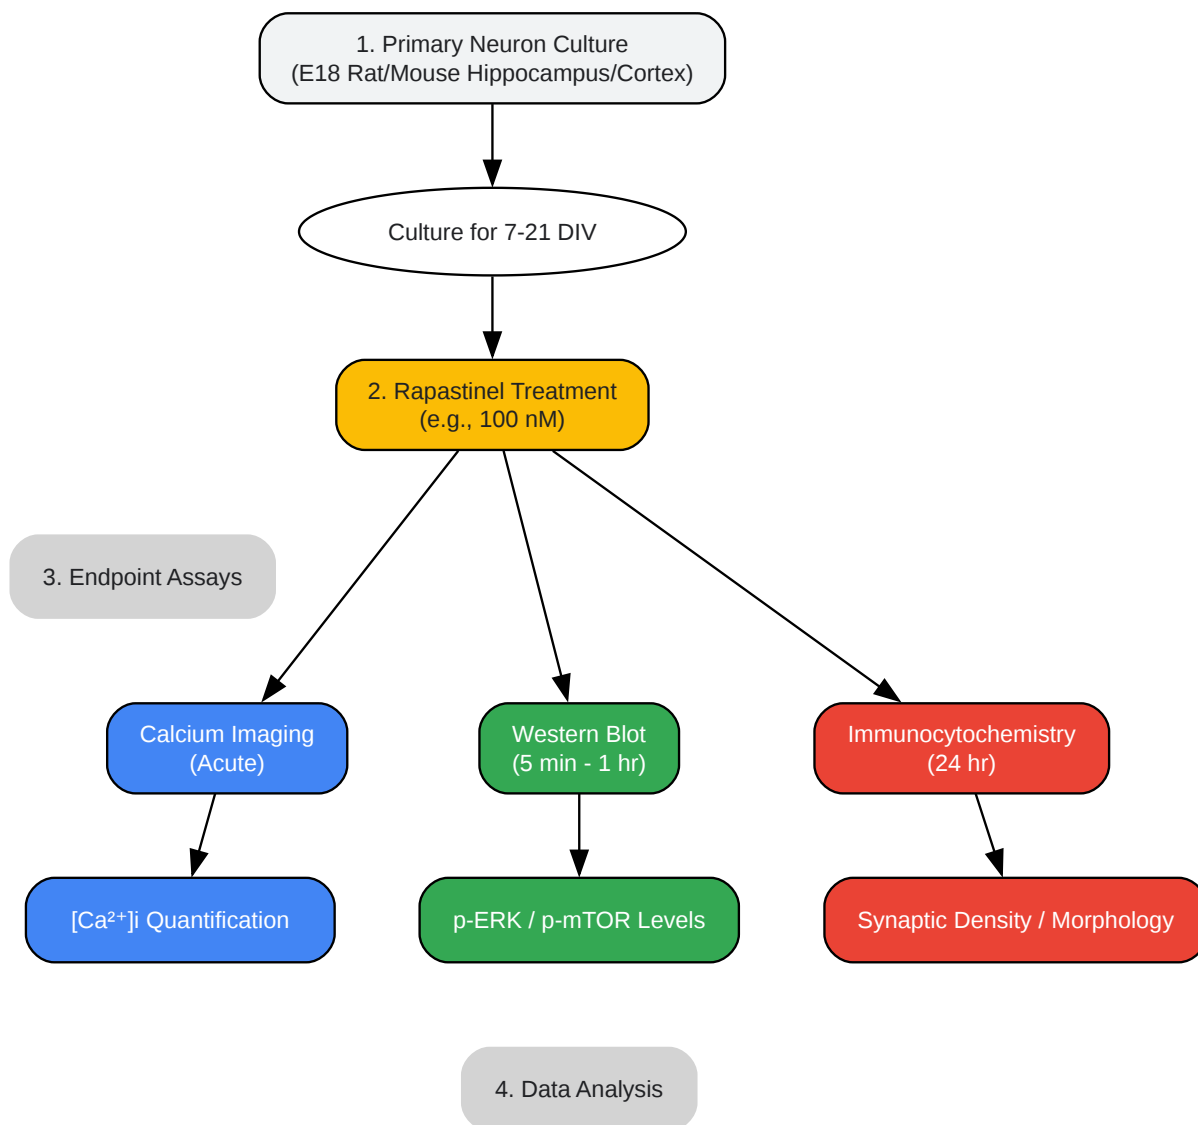 1. Primary Neuron Culture
(E18 Rat/Mouse Hippocampus/Cortex)
Culture for 7-21 DIV
2. Rapastinel Treatment
(e.g., 100 nM)
3. Endpoint Assays
Calcium Imaging
(Acute)
Western Blot
(5 min - 1 hr)
Immunocytochemistry
(24 hr)
[Ca²⁺]i Quantification
p-ERK / p-mTOR Levels
Synaptic Density / Morphology
4. Data Analysis